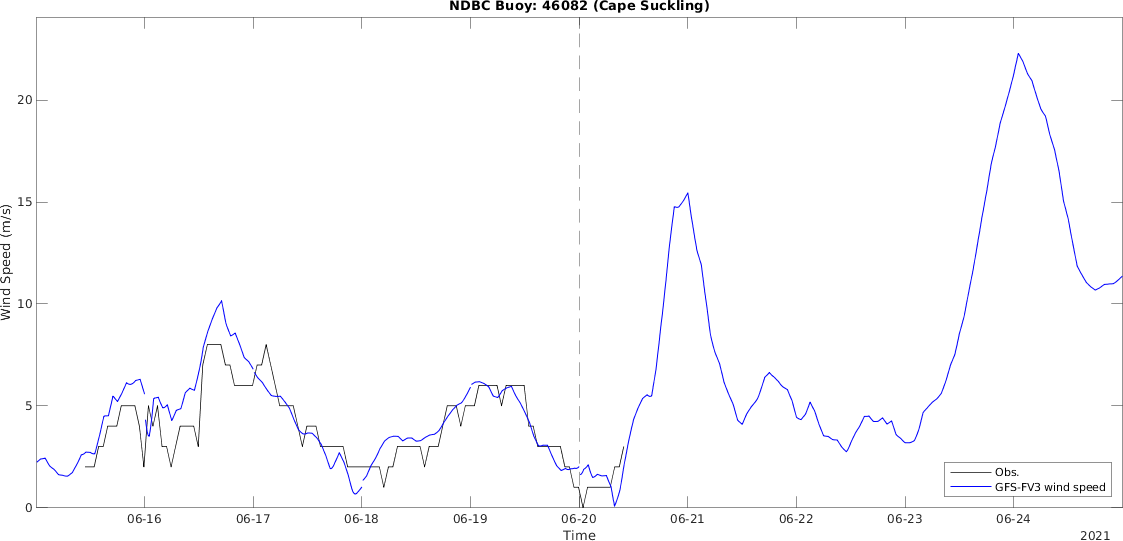 NDBC Buoy: 46082 (Cape Suckling)
Wind Speed (m/s)
20
15
10
5
0
06-16 06-17 06-18 06-19 06-20 06-21 06-22 06-23 06-24
Time
2021
Obs.
GFS-FV3 wind speed